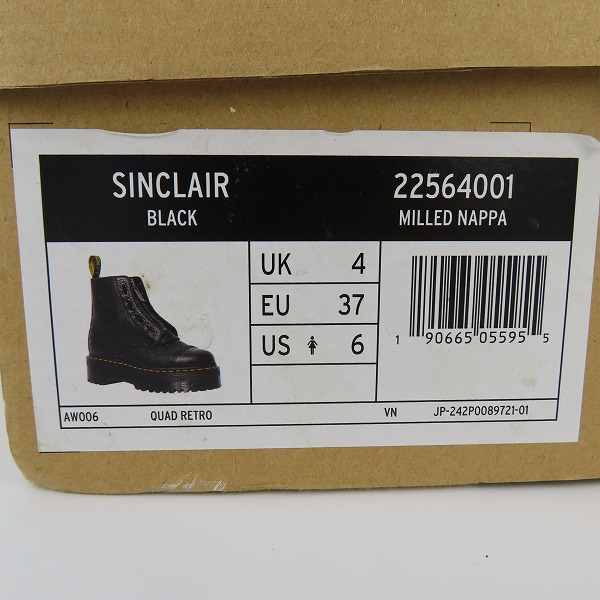 SINCLAIR
BLACK
22564001
MILLED NAPPA
UK 4
EU 37
US 6
1 90665 05595 5
AW006 QUAD RETRO VN JP-242P0089721-01